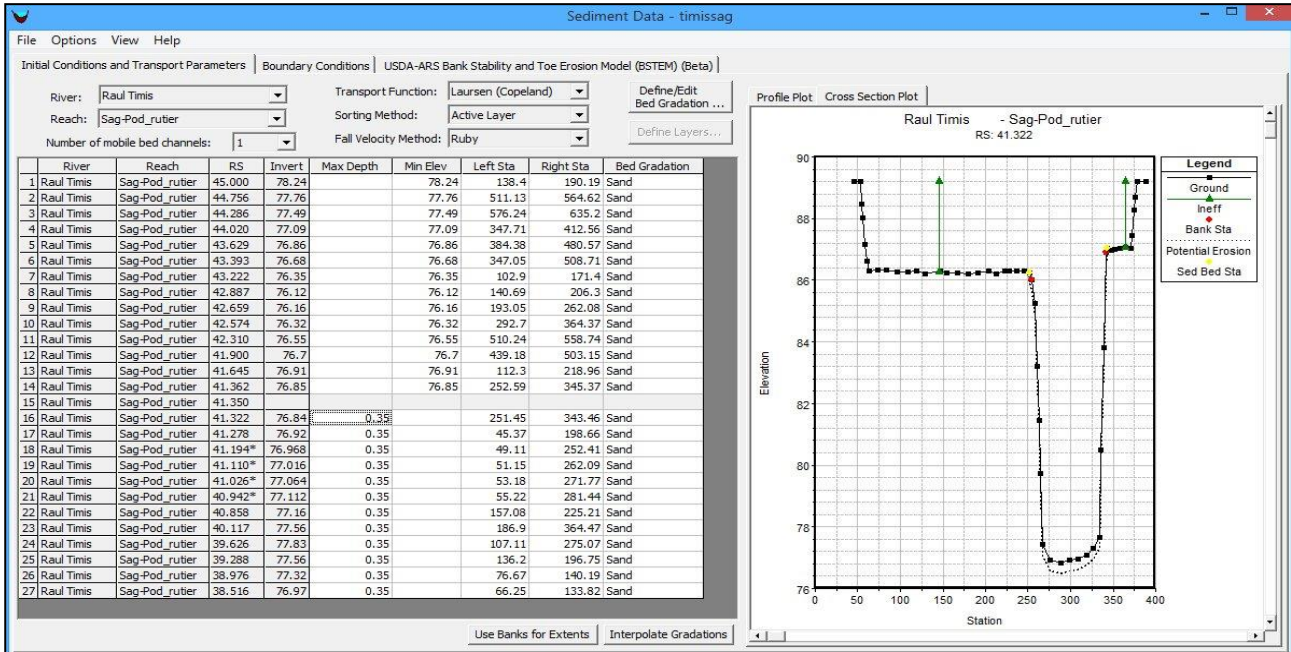 Sediment Data - timissag
File Options View Help
Initial Conditions and Transport Parameters Boundary Conditions USDA-ARS Bank Stability and Toe Erosion Model (BSTEM) (Beta)
River: Raul Timis Transport Function: Laursen (Copeland) Define/Edit Bed Gradation ...
Reach: Sag-Pod_rutier Sorting Method: Active Layer
Number of mobile bed channels: 1 Fall Velocity Method: Ruby Define Layers...
River Reach RS Invert Max Depth Min Elev Left Sta Right Sta Bed Gradation
1 Raul Timis Sag-Pod_rutier 45.000 78.24 78.24 138.4 190.19 Sand
2 Raul Timis Sag-Pod_rutier 44.756 77.76 77.76 511.13 564.62 Sand
3 Raul Timis Sag-Pod_rutier 44.286 77.49 77.49 576.24 635.2 Sand
4 Raul Timis Sag-Pod_rutier 44.020 77.09 77.09 347.71 412.56 Sand
5 Raul Timis Sag-Pod_rutier 43.629 76.86 76.86 384.38 480.57 Sand
6 Raul Timis Sag-Pod_rutier 43.393 76.68 76.68 347.05 508.71 Sand
7 Raul Timis Sag-Pod_rutier 43.222 76.35 76.35 102.9 171.4 Sand
8 Raul Timis Sag-Pod_rutier 42.887 76.12 76.12 140.69 206.3 Sand
9 Raul Timis Sag-Pod_rutier 42.659 76.16 76.16 193.05 262.08 Sand
10 Raul Timis Sag-Pod_rutier 42.574 76.32 76.32 292.7 364.37 Sand
11 Raul Timis Sag-Pod_rutier 42.310 76.55 76.55 510.24 558.74 Sand
12 Raul Timis Sag-Pod_rutier 41.900 76.7 76.7 439.18 503.15 Sand
13 Raul Timis Sag-Pod_rutier 41.645 76.91 76.91 112.3 218.96 Sand
14 Raul Timis Sag-Pod_rutier 41.362 76.85 76.85 252.59 345.37 Sand
15 Raul Timis Sag-Pod_rutier 41.350
16 Raul Timis Sag-Pod_rutier 41.322 76.84 0.35 251.45 343.46 Sand
17 Raul Timis Sag-Pod_rutier 41.278 76.92 0.35 45.37 198.66 Sand
18 Raul Timis Sag-Pod_rutier 41.194* 76.968 0.35 49.11 252.41 Sand
19 Raul Timis Sag-Pod_rutier 41.110* 77.016 0.35 51.15 262.09 Sand
20 Raul Timis Sag-Pod_rutier 41.026* 77.064 0.35 53.18 271.77 Sand
21 Raul Timis Sag-Pod_rutier 40.942* 77.112 0.35 55.22 281.44 Sand
22 Raul Timis Sag-Pod_rutier 40.858 77.16 0.35 157.08 225.21 Sand
23 Raul Timis Sag-Pod_rutier 40.117 77.56 0.35 186.9 364.47 Sand
24 Raul Timis Sag-Pod_rutier 39.626 77.83 0.35 107.11 275.07 Sand
25 Raul Timis Sag-Pod_rutier 39.288 77.56 0.35 136.2 196.75 Sand
26 Raul Timis Sag-Pod_rutier 38.976 77.32 0.35 76.67 140.19 Sand
27 Raul Timis Sag-Pod_rutier 38.516 76.97 0.35 66.25 133.82 Sand
Use Banks for Extents Interpolate Gradations
Profile Plot Cross Section Plot
Raul Timis - Sag-Pod_rutier
RS: 41.322
90
88
86
84
82
80
78
76
Elevation
0 50 100 150 200 250 300 350 400
Station
Legend
Ground
Ineff
Bank Sta
Potential Erosion
Sed Bed Sta